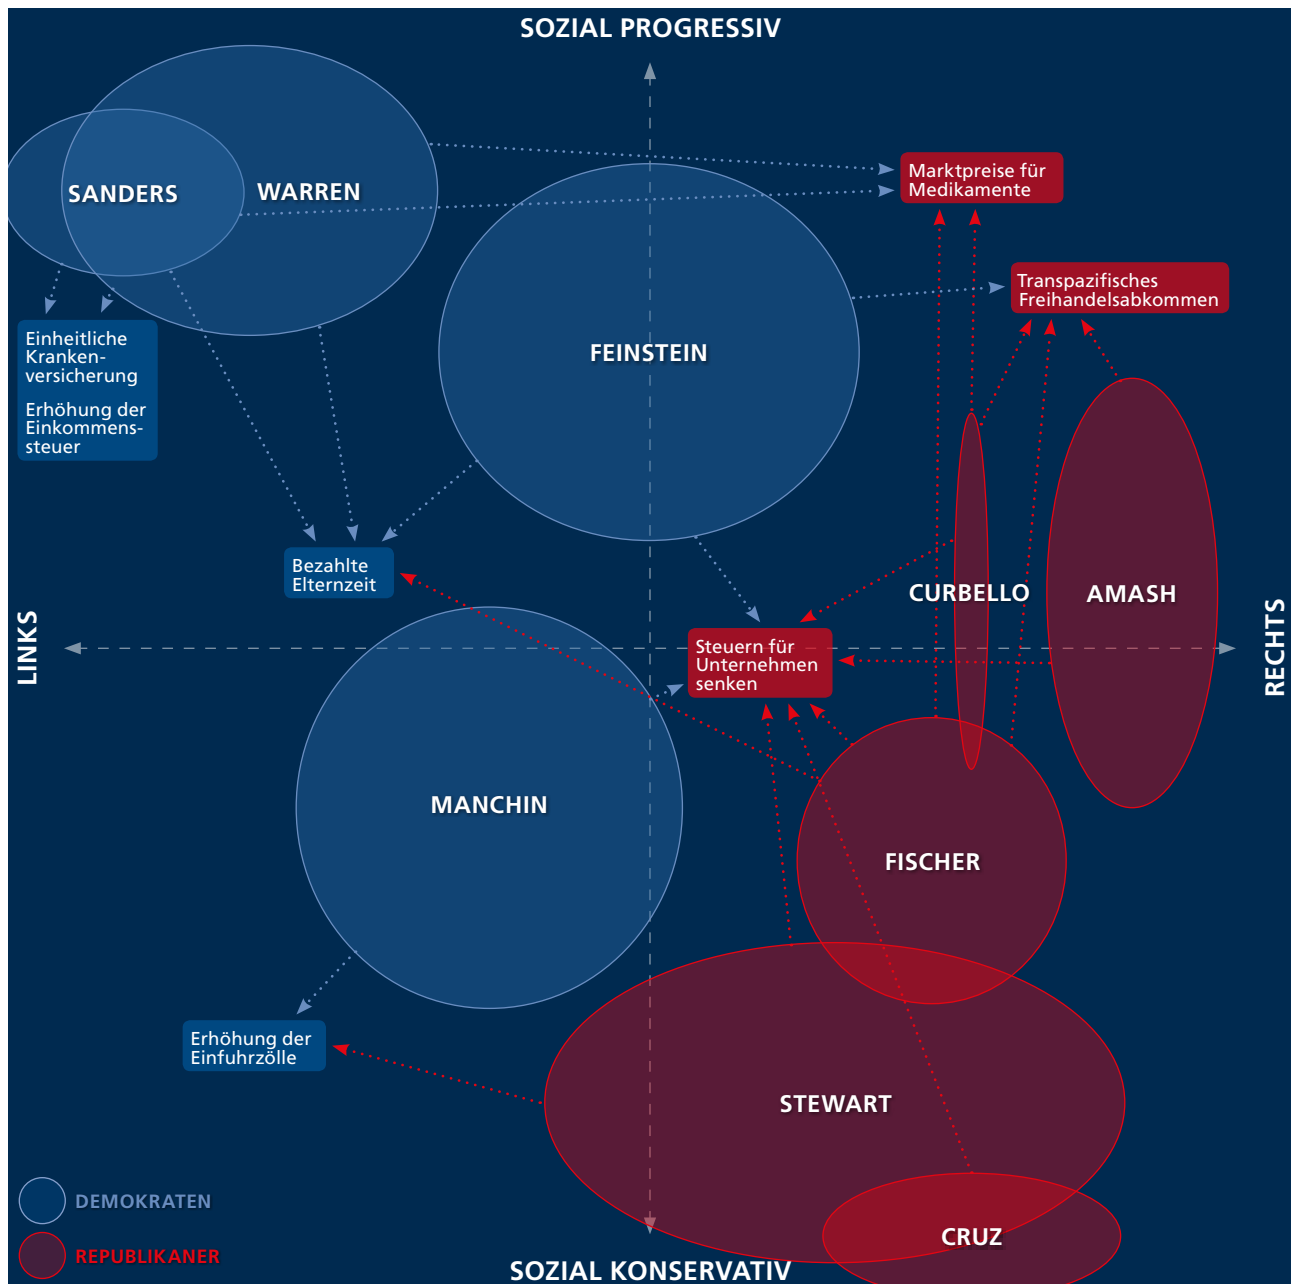 SOZIAL PROGRESSIV
SANDERS
WARREN
Marktpreise für
Medikamente
Transpazifisches
Freihandelsabkommen
Einheitliche
Kranken-
versicherung
Erhöhung der
Einkommens-
steuer
FEINSTEIN
Bezahlte
Elternzeit
CURBELLO
AMASH
LINKS
RECHTS
Steuern für
Unternehmen
senken
MANCHIN
FISCHER
Erhöhung der
Einfuhrzölle
STEWART
DEMOKRATEN
CRUZ
REPUBLIKANER
SOZIAL KONSERVATIV